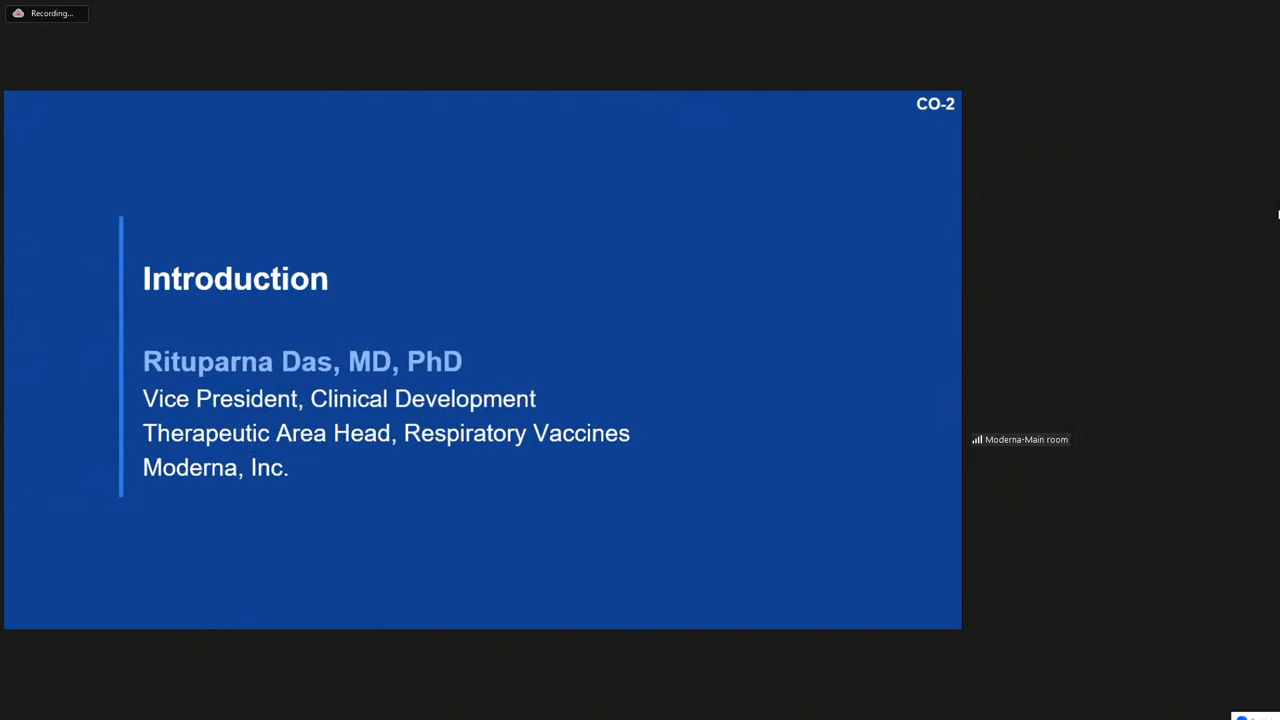 Recording...
CO-2
Introduction
Rituparna Das, MD, PhD
Vice President, Clinical Development
Therapeutic Area Head, Respiratory Vaccines
Moderna, Inc.
Moderna-Main room